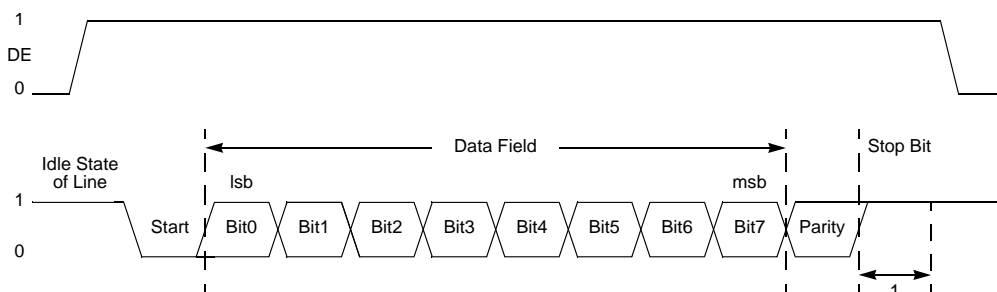 1
DE
0
Data Field
Stop Bit
Idle State
of Line
lsb
msb
1
Start
Bit0
Bit1
Bit2
Bit3
Bit4
Bit5
Bit6
Bit7
Parity
0
1